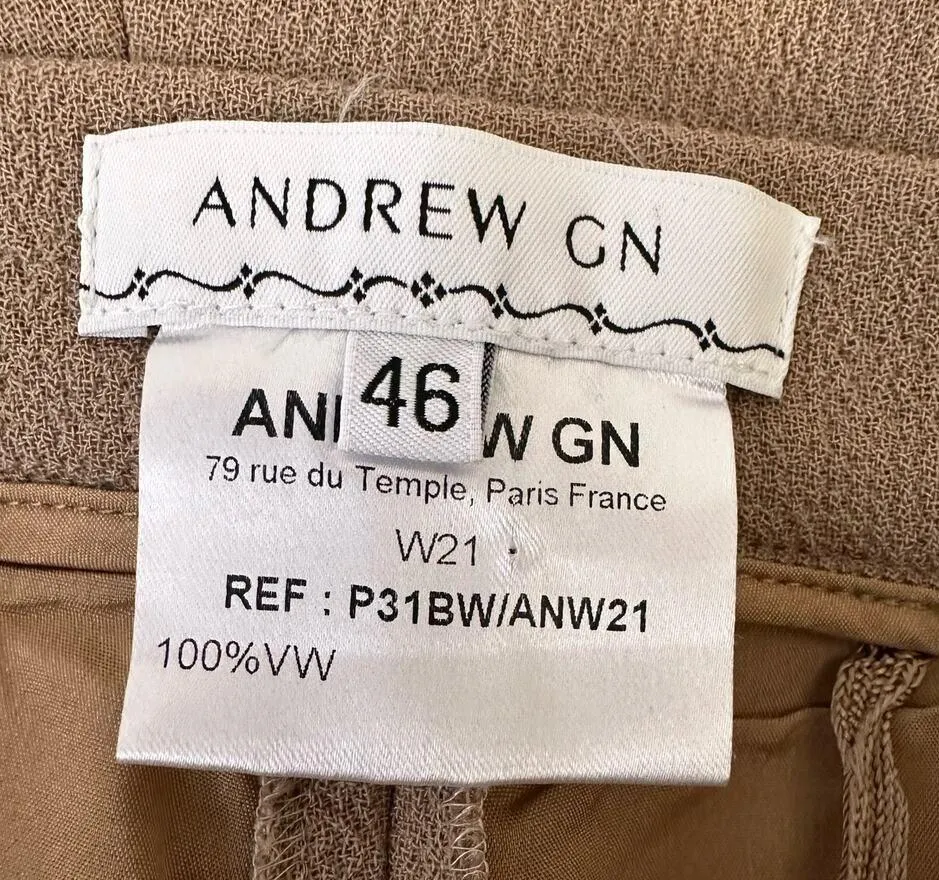 ANDREW GN
46
AN W GN
79 rue du Temple, Paris France
W21
REF : P31BW/ANW21
100%VW